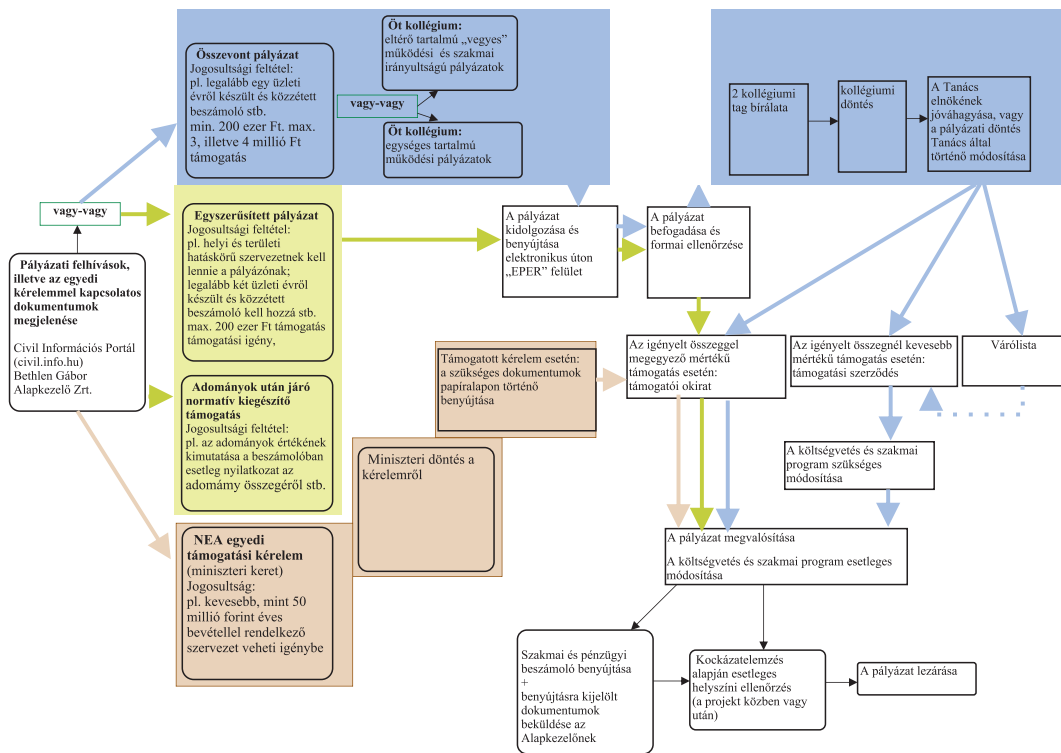 Összevont pályázat
Jogosultsági feltétel:
pl. legalább egy üzleti
évről készült és közzétett
beszámoló stb.
min. 200 ezer Ft. max.
3, illetve 4 millió Ft
támogatás
vagy-vagy
Öt kollégium:
eltérő tartalmú „vegyes”
működési és szakmai
irányultságú pályázatok
Öt kollégium:
egységes tartalmú
működési pályázatok
2 kollégiumi
tag bírálata
kollégiumi
döntés
A Tanács
elnökének
jóváhagyása, vagy
a pályázati döntés
Tanács által
történő módosítása
vagy-vagy
Pályázati felhívások,
illetve az egyedi
kérelemmel kapcsolatos
dokumentumok
megjelenése
Civil Információs Portál
(civil.info.hu)
Bethlen Gábor
Alapkezelő Zrt.
Egyszerűsített pályázat
Jogosultsági feltétel:
pl. helyi és területi
hatáskörű szervezetnek kell
lennie a pályázónak;
legalább két üzleti évről
készült és közzétett
beszámoló kell hozzá stb.
max. 200 ezer Ft támogatás
támogatási igény,
Adományok után járó
normatív kiegészítő
támogatás
Jogosultsági feltétel:
pl. az adományok értékének
kimutatása a beszámolóban
esetleg nyilatkozat az
adomámy összegéről stb.
NEA egyedi
támogatási kérelem
(miniszteri keret)
Jogosultság:
pl. kevesebb, mint 50
millió forint éves
bevétellel rendelkező
szervezet veheti igénybe
Miniszteri döntés a
kérelemről
Támogatott kérelem esetén:
a szükséges dokumentumok
papíralapon történő
benyújtása
A pályázat
kidolgozása és
benyújtása
elektronikus úton
„EPER” felület
A pályázat
befogadása és
formai ellenőrzése
Az igényelt összeggel
megegyező mértékű
támogatás esetén:
támogatói okirat
Az igényelt összegnél kevesebb
mértékű támogatás esetén:
támogatási szerződés
Várólista
A költségvetés és szakmai
program szükséges
módosítása
A pályázat megvalósítása
A költségvetés és szakmai program esetleges
módosítása
Szakmai és pénzügyi
beszámoló benyújtása
+
benyújtásra kijelölt
dokumentumok
beküldése az
Alapkezelőnek
Kockázatelemzés
alapján esetleges
helyszíni ellenőrzés
(a projekt közben vagy
után)
A pályázat lezárása